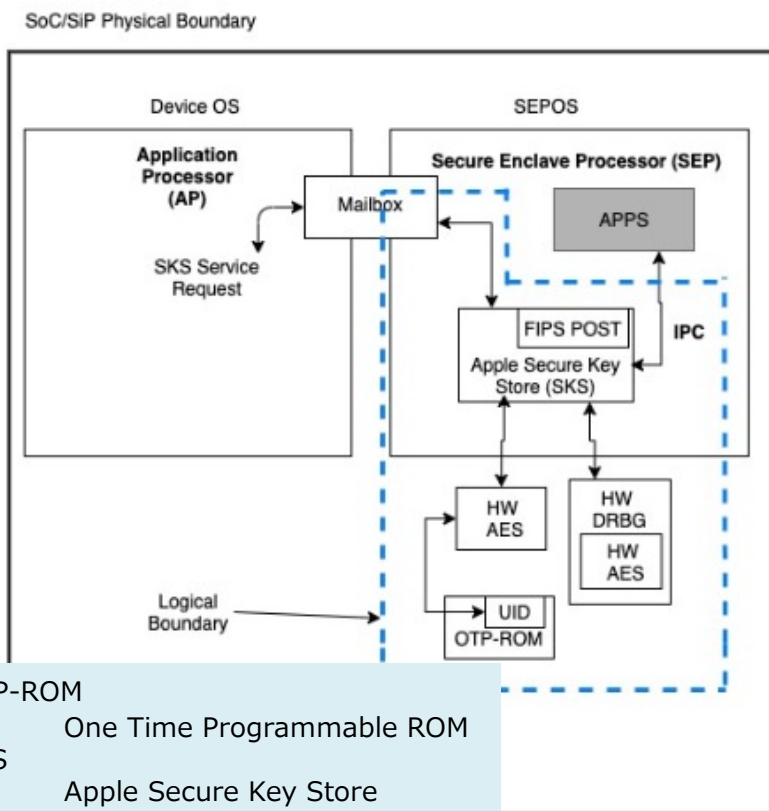 SoC/SiP Physical Boundary
Device OS
SEPOS
Application
Processor
(AP)
Secure Enclave Processor (SEP)
Mailbox
APPS
SKS Service
Request
FIPS POST
IPC
Apple Secure Key
Store (SKS)
HW
AES
HW
DRBG
HW
AES
Logical
Boundary
UID
OTP-ROM
P-ROM
One Time Programmable ROM
S
Apple Secure Key Store